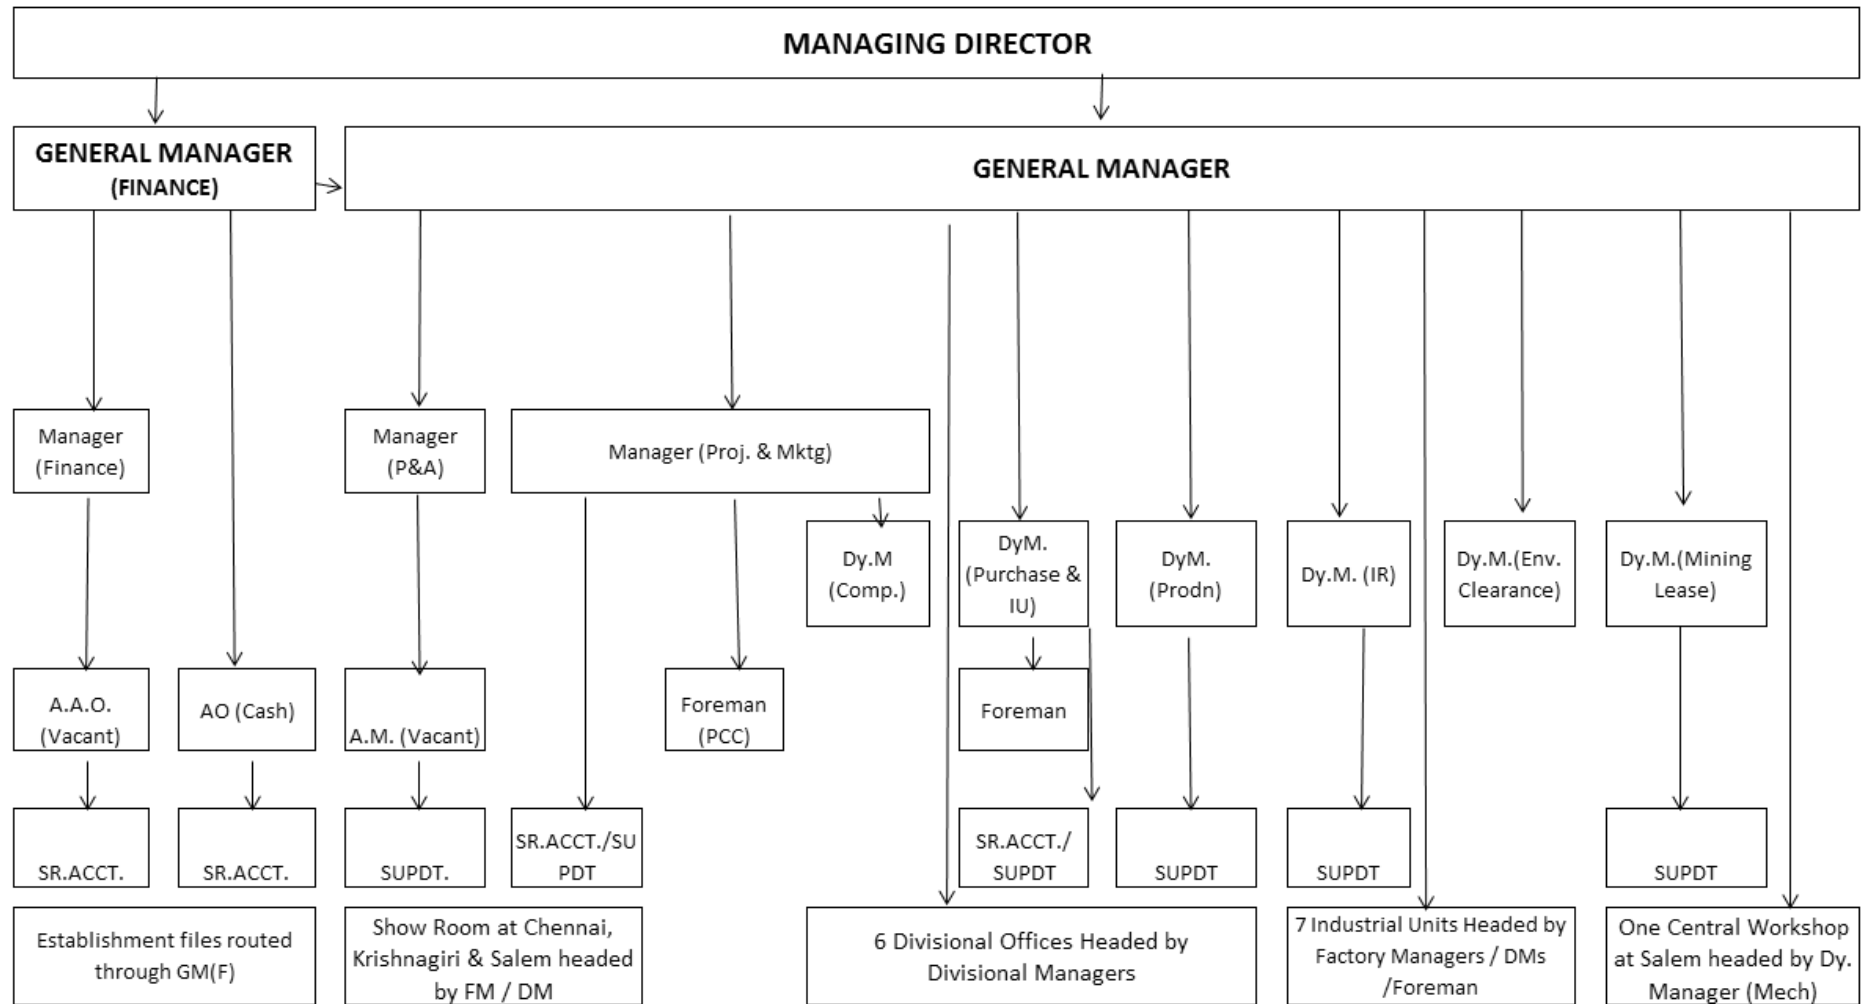 MANAGING DIRECTOR
GENERAL MANAGER
(FINANCE)
GENERAL MANAGER
Manager
(Finance)
Manager
(P&A)
Manager (Proj. & Mktg)
Dy.M
(Comp.)
DyM.
(Purchase &
IU)
DyM.
(Prodn)
Dy.M. (IR)
Dy.M.(Env.
Clearance)
Dy.M.(Mining
Lease)
A.A.O.
(Vacant)
AO (Cash)
A.M. (Vacant)
Foreman
(PCC)
Foreman
SR.ACCT.
SR.ACCT.
SUPDT.
SR.ACCT./SU
PDT
SR.ACCT./
SUPDT
SUPDT
SUPDT
SUPDT
Establishment files routed
through GM(F)
Show Room at Chennai,
Krishnagiri & Salem headed
by FM / DM
6 Divisional Offices Headed by
Divisional Managers
7 Industrial Units Headed by
Factory Managers / DMs
/Foreman
One Central Workshop
at Salem headed by Dy.
Manager (Mech)